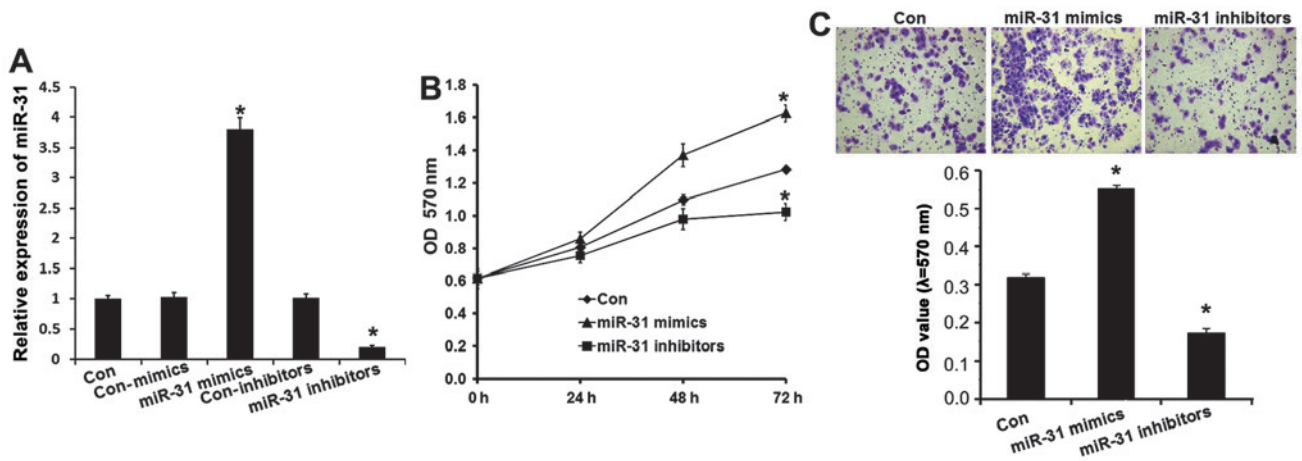 A
Relative expression of miR-31
4.5
4
3.5
3
2.5
2
1.5
1
0.5
0
*
*
Con
Con-mimics
miR-31 mimics
Con-inhibitors
miR-31 inhibitors
B
OD 570 nm
1.8
1.6
1.4
1.2
1.0
0.8
0.6
0.4
0.2
0.0
*
*
Con
miR-31 mimics
miR-31 inhibitors
0 h
24 h
48 h
72 h
C
Con
miR-31 mimics
miR-31 inhibitors
OD value (λ=570 nm)
0.6
0.5
0.4
0.3
0.2
0.1
0.0
*
*
Con
miR-31 mimics
miR-31 inhibitors